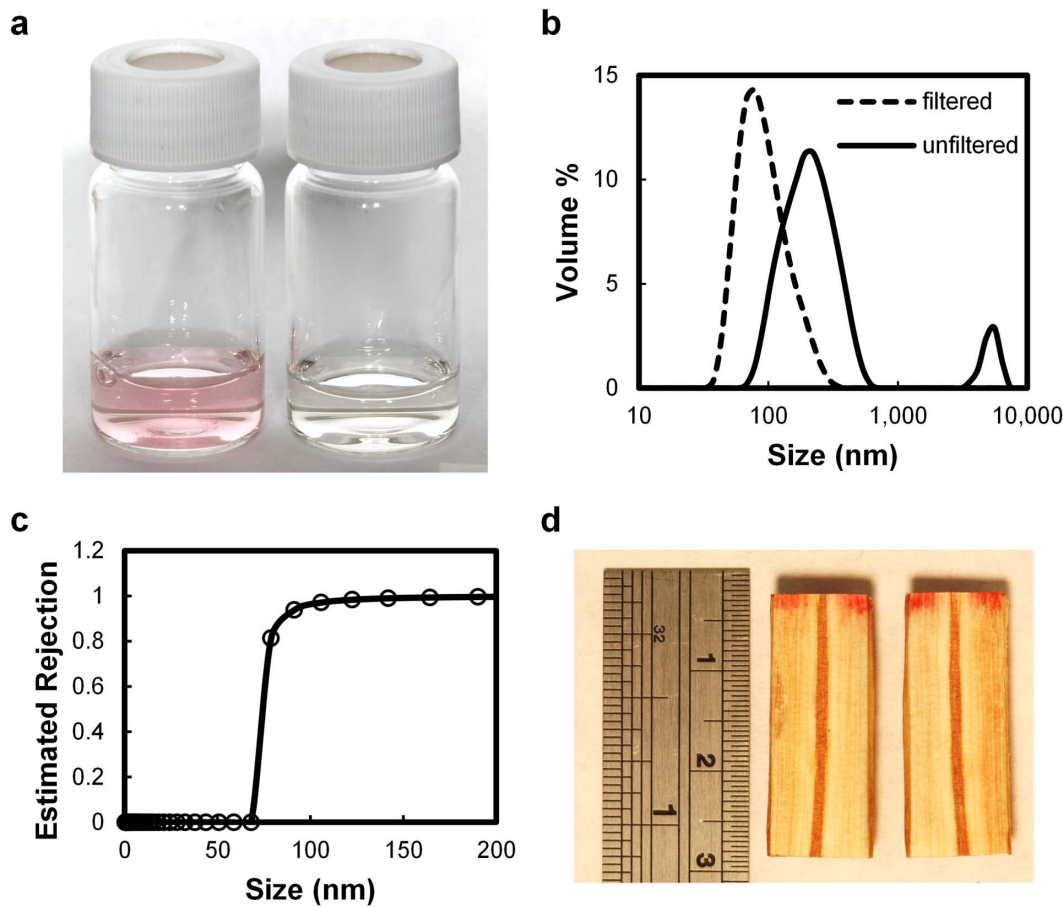 a
b
15
10
5
0
filtered
unfiltered
Volume %
10
100
1,000
10,000
Size (nm)
c
1.2
1
0.8
0.6
0.4
0.2
0
Estimated Rejection
0
50
100
150
200
Size (nm)
d
32
1
2
1
3